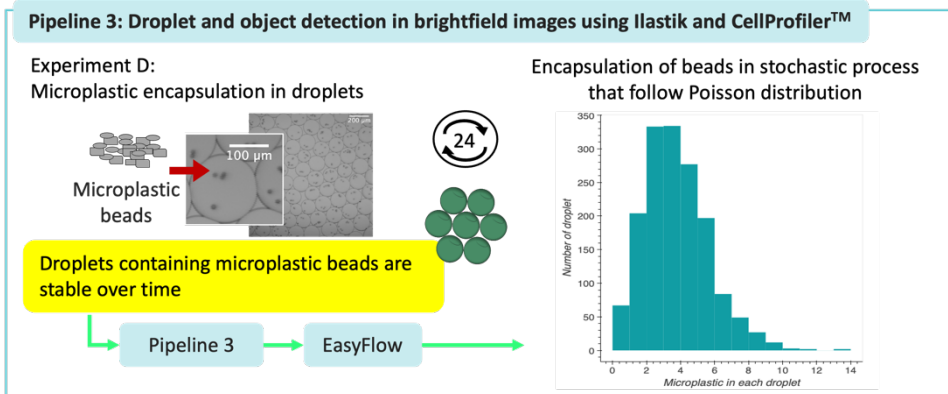 Pipeline 3: Droplet and object detection in brightfield images using Ilastik and CellProfiler™
Experiment D:
Microplastic encapsulation in droplets
200 µm
100 µm
Microplastic
beads
24
Droplets containing microplastic beads are
stable over time
Pipeline 3
EasyFlow
Encapsulation of beads in stochastic process
that follow Poisson distribution
350
300
250
200
150
100
50
0
Number of droplet
0 2 4 6 8 10 12 14
Microplastic in each droplet